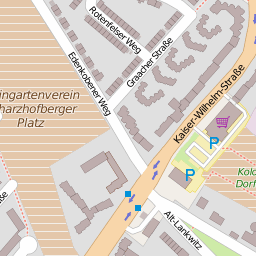 Rotenfelser Weg
Graacher Straße
Edenkobener Weg
ingartenverein
harzhofberger
Platz
Kaiser-Wilhelm-Straße
P
P
Kolo
Dorf
Alt-Lankwitz